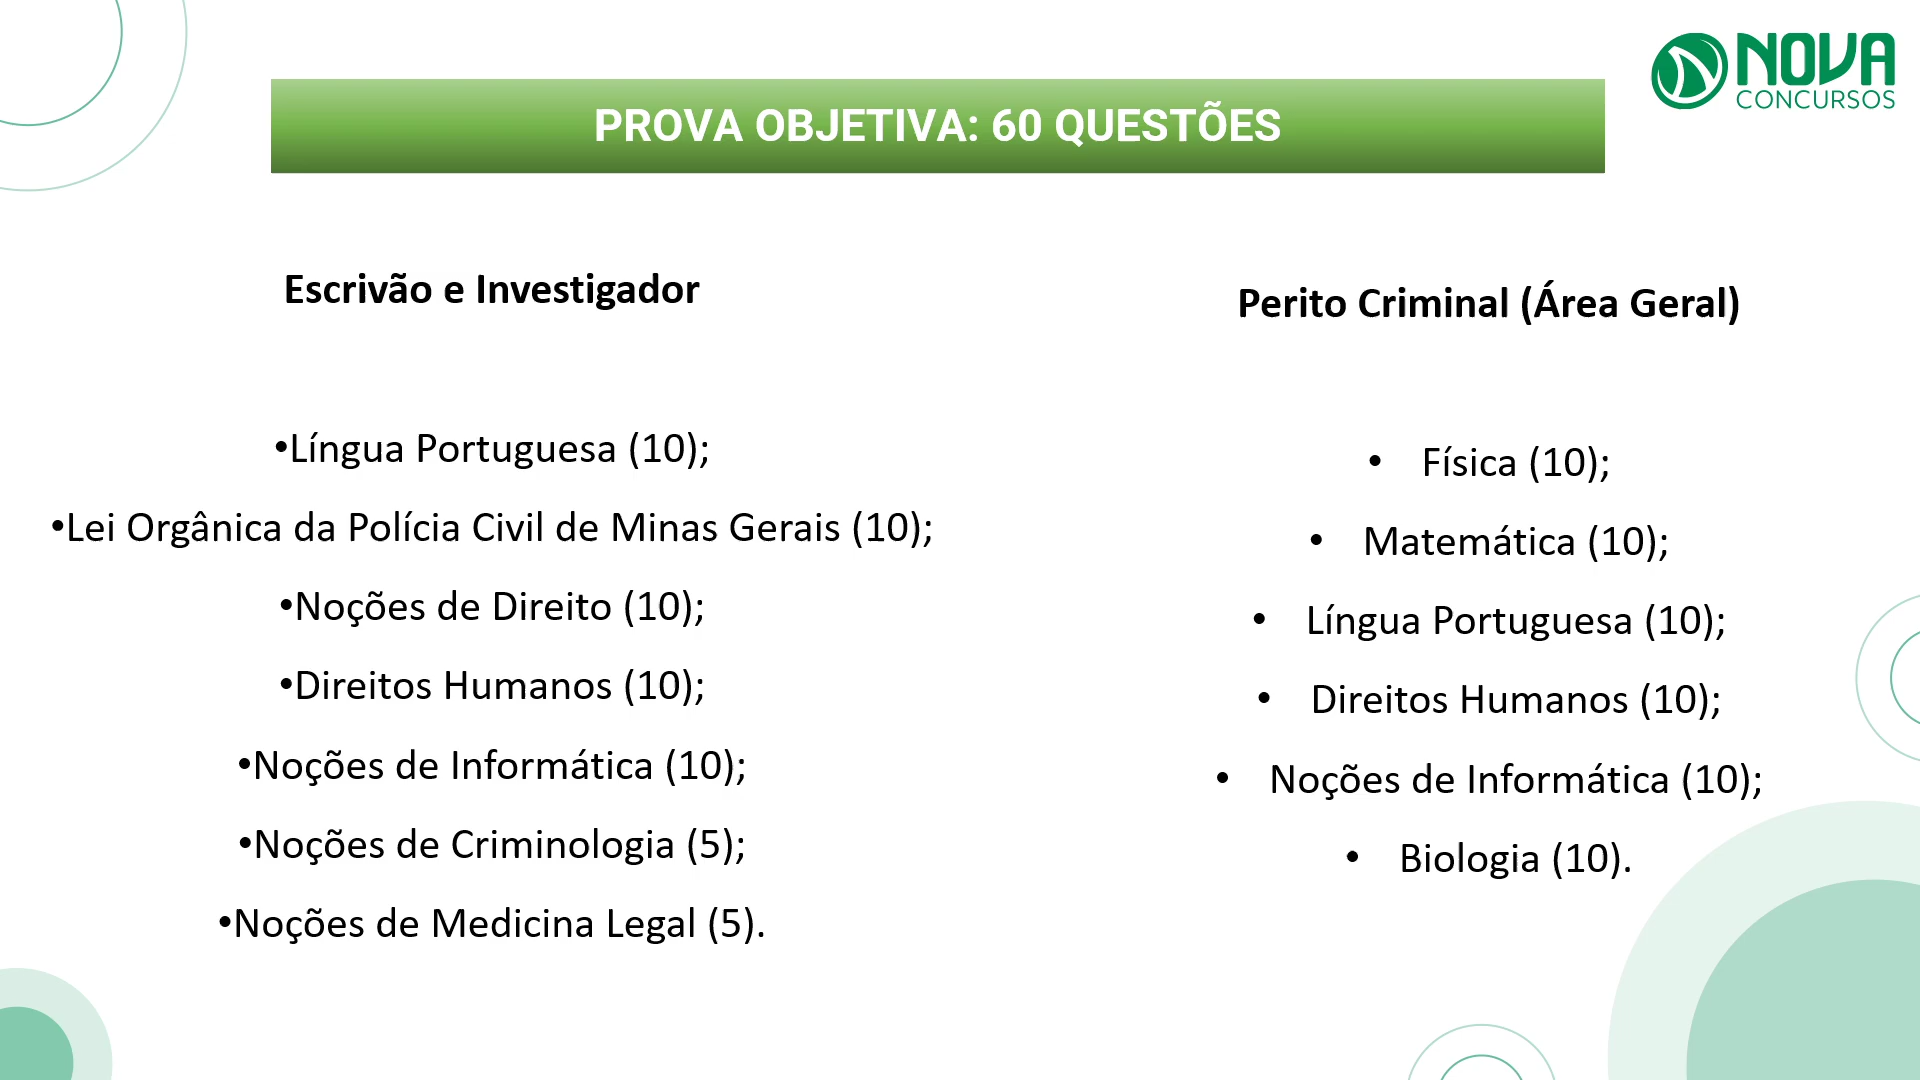 NOVA
CONCURSOS
PROVA OBJETIVA: 60 QUESTÕES
Escrivão e Investigador
•Língua Portuguesa (10);
•Lei Orgânica da Polícia Civil de Minas Gerais (10);
•Noções de Direito (10);
•Direitos Humanos (10);
•Noções de Informática (10);
•Noções de Criminologia (5);
•Noções de Medicina Legal (5).
Perito Criminal (Área Geral)
• Física (10);
• Matemática (10);
• Língua Portuguesa (10);
• Direitos Humanos (10);
• Noções de Informática (10);
• Biologia (10).